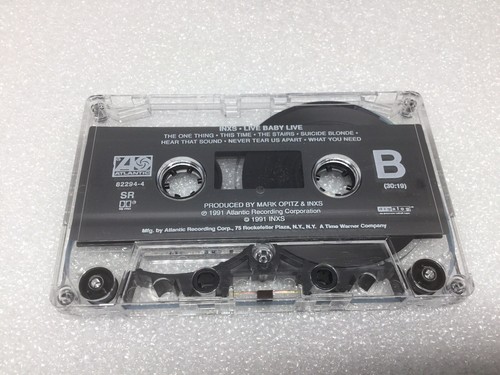 INXS • LIVE BABY LIVE
THE ONE THING • THIS TIME • THE STAIRS • SUICIDE BLONDE •
HEAR THAT SOUND • NEVER TEAR US APART • WHAT YOU NEED
ATLANTIC
82294-4
SR
B
(30:19)
PRODUCED BY MARK OPITZ & INXS
℗ 1991 Atlantic Recording Corporation
© 1991 INXS
Mfg. by Atlantic Recording Corp., 75 Rockefeller Plaza, N.Y., N.Y. A Time Warner Company